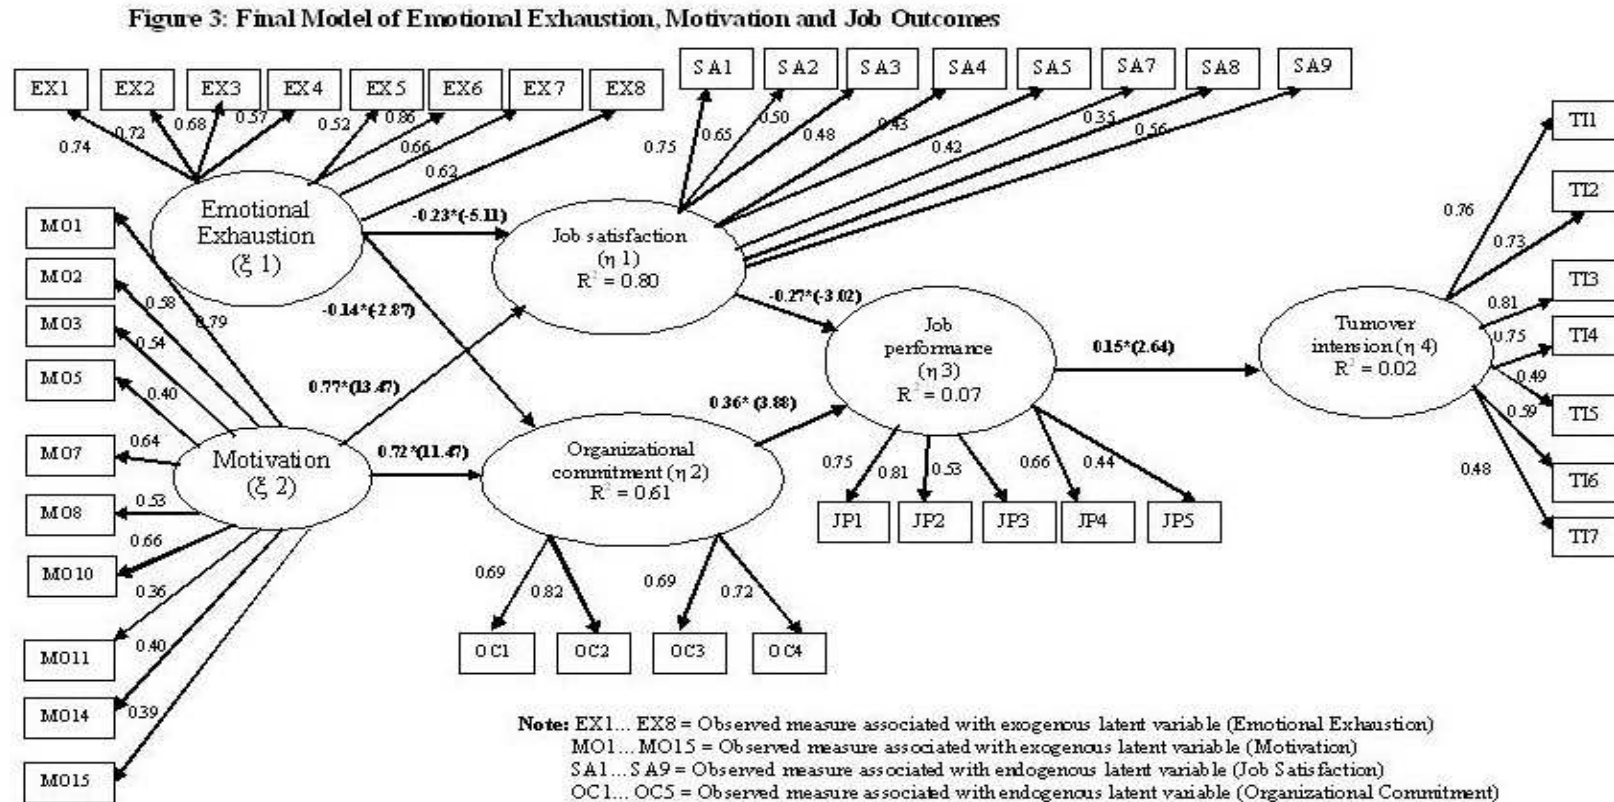 Figure 3: Final Model of Emotional Exhaustion, Motivation and Job Outcomes
EX1 EX2 EX3 EX4 EX5 EX6 EX7 EX8
SA1 SA2 SA3 SA4 SA5 SA7 SA8 SA9
0.74 0.72 0.68 0.57 0.52 0.86 0.66 0.62
0.75 0.65 0.50 0.48 0.43 0.42 0.35 0.56
Emotional
Exhaustion
(ξ 1)
-0.23*(-5.11)
-0.14*(-2.87)
Job satisfaction
(η 1)
R² = 0.80
MO1
MO2
MO3
MO5
MO7
MO8
MO10
MO11
MO14
MO15
0.79
0.58
0.54
0.40
0.64
0.53
0.66
0.36
0.40
0.39
Motivation
(ξ 2)
0.77*(13.47)
0.72*(11.47)
Organizational
commitment (η 2)
R² = 0.61
0.69 0.82 0.69 0.72
OC1 OC2 OC3 OC4
-0.27*(-3.02)
0.36* (3.88)
Job
performance
(η 3)
R² = 0.07
0.75 0.81 0.53 0.66 0.44
JP1 JP2 JP3 JP4 JP5
0.15*(2.64)
Turnover
intension (η 4)
R² = 0.02
0.76
0.73
0.81
0.75
0.49
0.59
0.48
TI1
TI2
TI3
TI4
TI5
TI6
TI7
Note: EX1... EX8 = Observed measure associated with exogenous latent variable (Emotional Exhaustion)
MO1... MO15 = Observed measure associated with exogenous latent variable (Motivation)
SA1...SA9 = Observed measure associated with endogenous latent variable (Job Satisfaction)
OC1... OC5 = Observed measure associated with endogenous latent variable (Organizational Commitment)